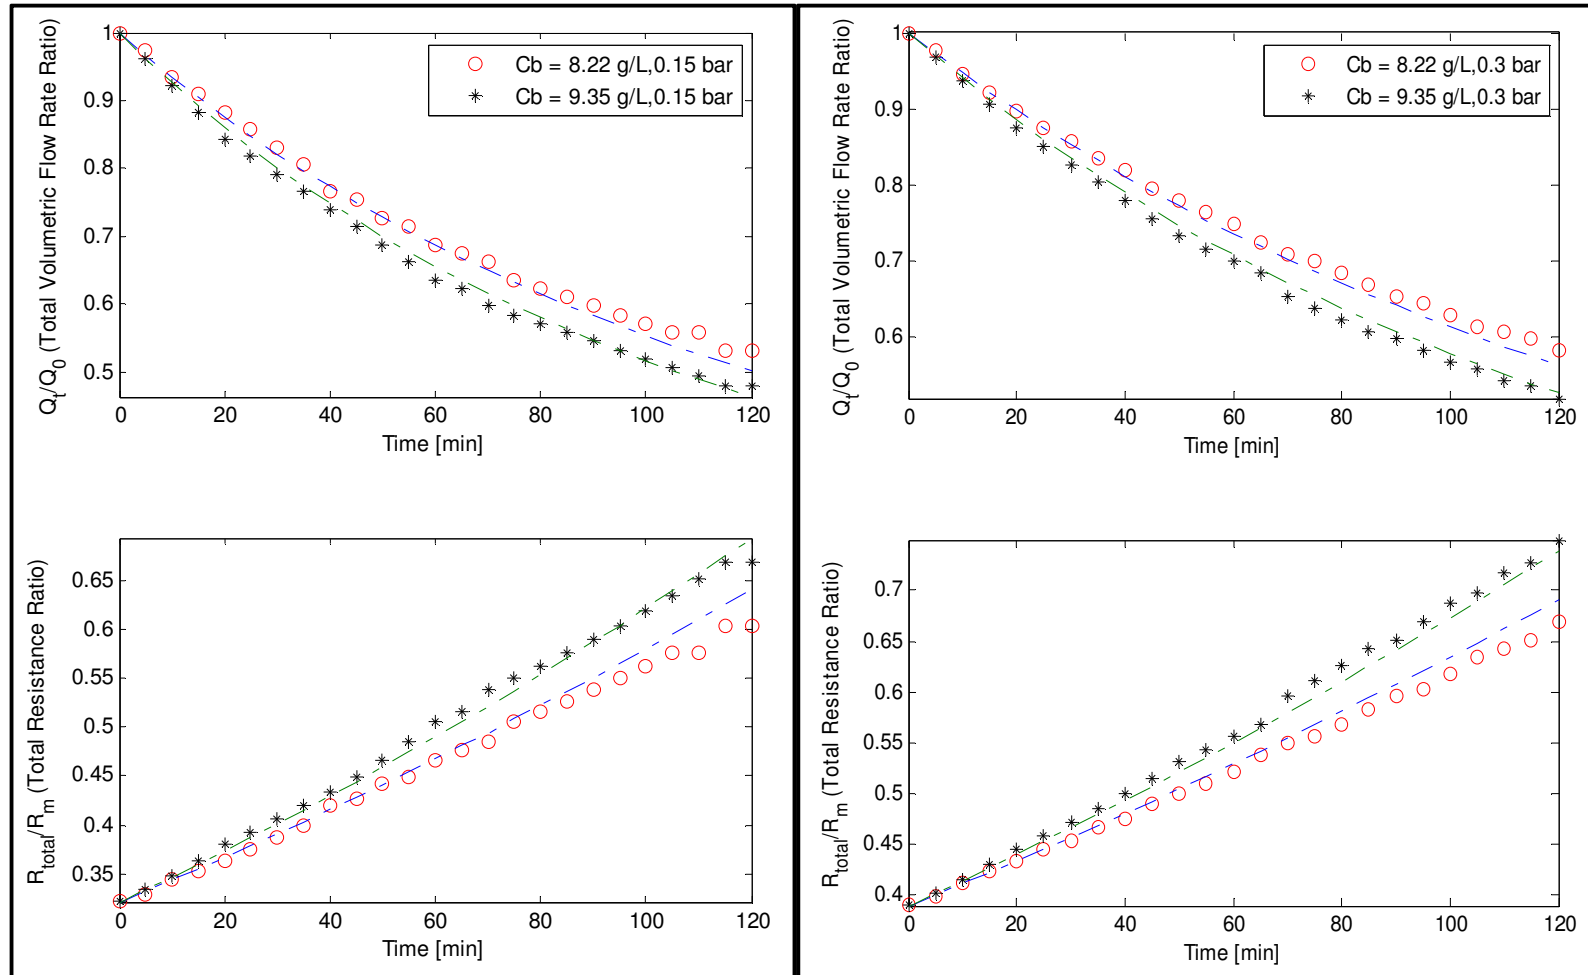 Q_t/Q_0 (Total Volumetric Flow Rate Ratio)
1
0.9
0.8
0.7
0.6
0.5
0 20 40 60 80 100 120
Time [min]
Cb = 8.22 g/L,0.15 bar
Cb = 9.35 g/L,0.15 bar
Q_t/Q_0 (Total Volumetric Flow Rate Ratio)
1
0.9
0.8
0.7
0.6
0 20 40 60 80 100 120
Time [min]
Cb = 8.22 g/L,0.3 bar
Cb = 9.35 g/L,0.3 bar
R_total/R_m (Total Resistance Ratio)
0.65
0.6
0.55
0.5
0.45
0.4
0.35
0 20 40 60 80 100 120
Time [min]
R_total/R_m (Total Resistance Ratio)
0.7
0.65
0.6
0.55
0.5
0.45
0.4
0 20 40 60 80 100 120
Time [min]